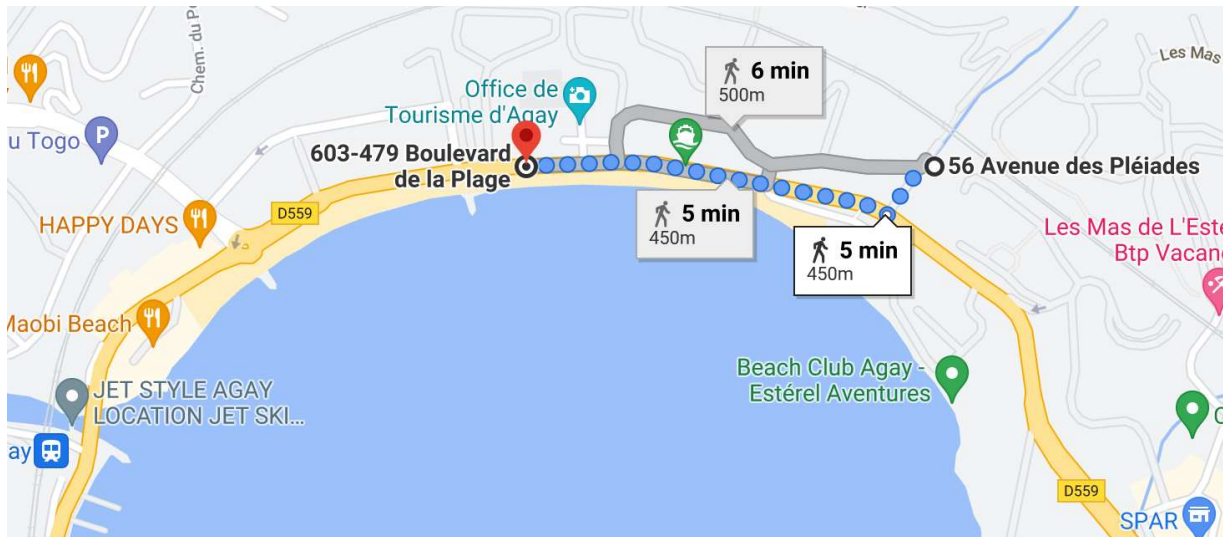 6 min
500m
Les Mas
Chem. du P
Office de
Tourisme d'Agay
u Togo
P
603-479 Boulevard
de la Plage
56 Avenue des Pléiades
D559
5 min
450m
HAPPY DAYS
5 min
450m
Les Mas de L'Esté
Btp Vacanc
Maobi Beach
Beach Club Agay -
Estérel Aventures
JET STYLE AGAY
LOCATION JET SKI...
ay
D559
SPAR